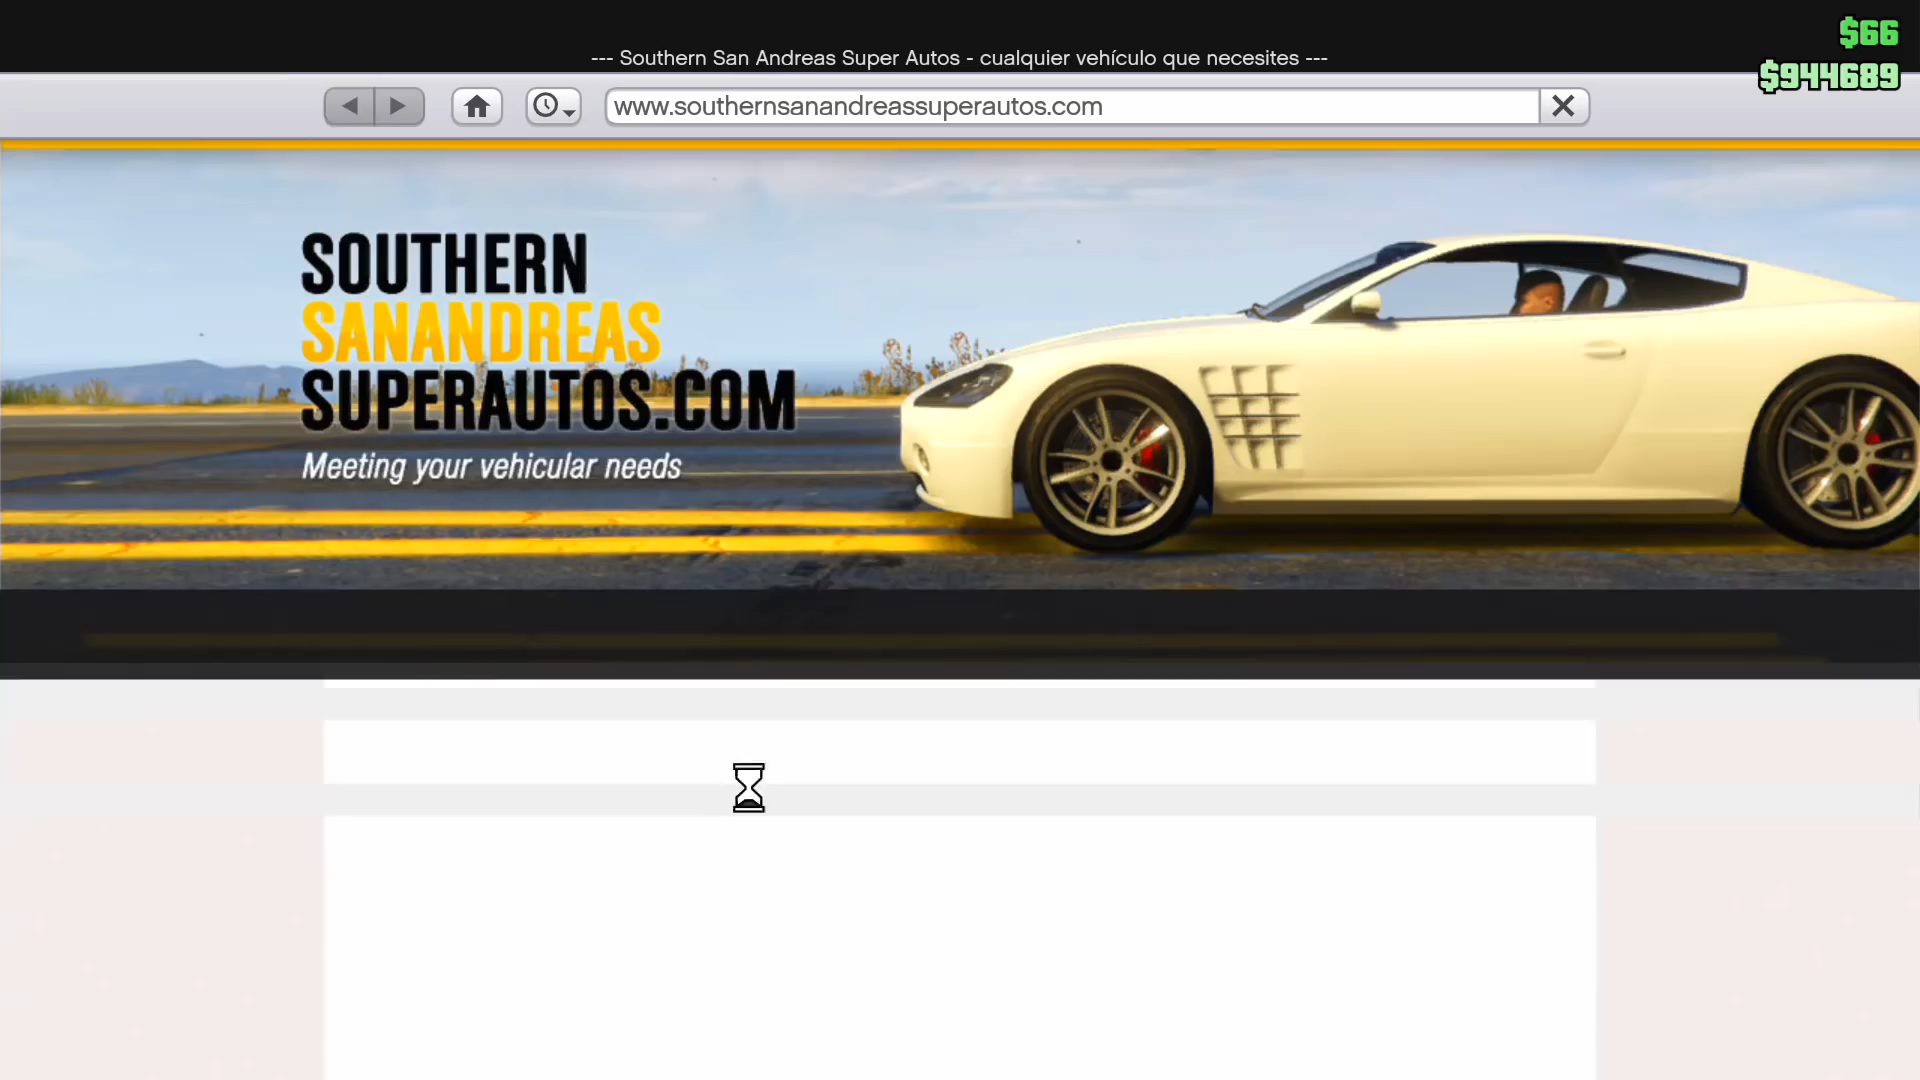 $66
--- Southern San Andreas Super Autos - cualquier vehículo que necesites ---
$944689
www.southernsanandreassuperautos.com
SOUTHERN
SANANDREAS
SUPERAUTOS.COM
Meeting your vehicular needs